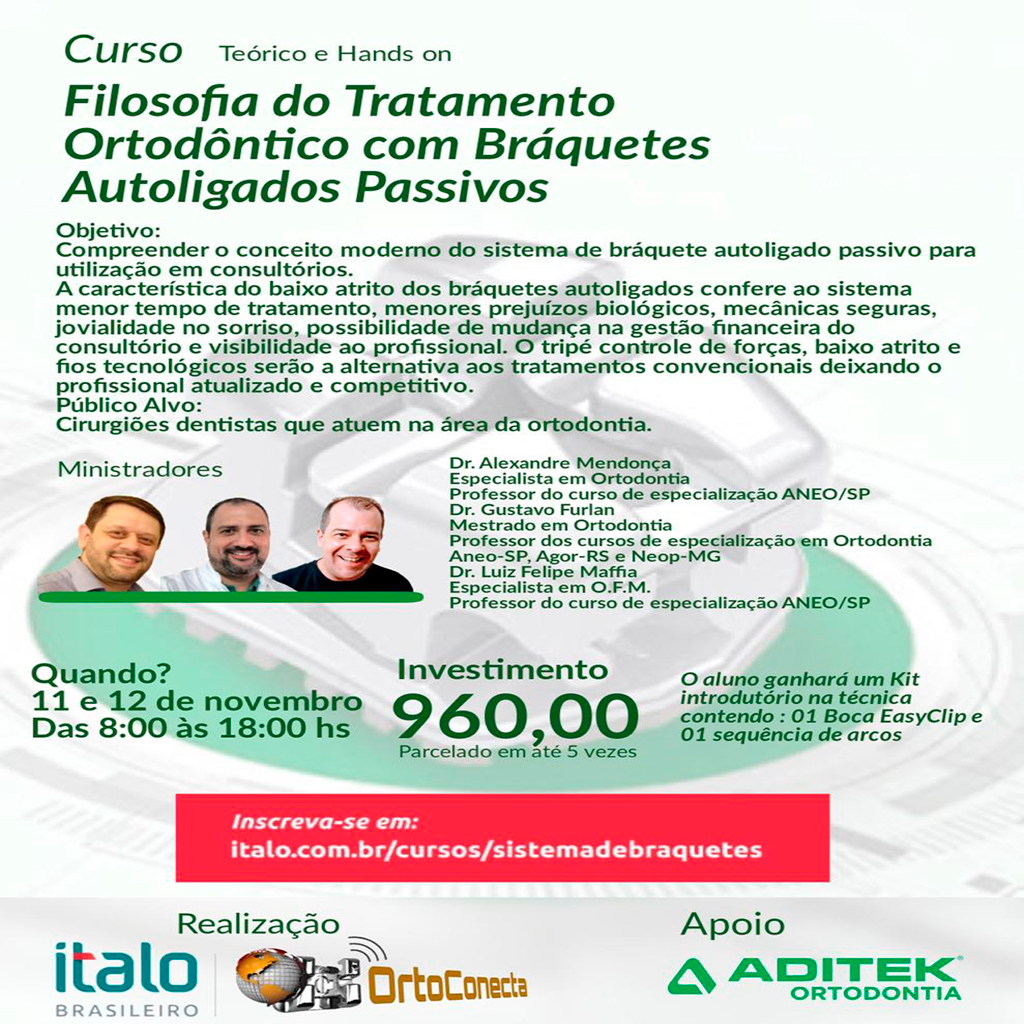 Curso Teórico e Hands on
Filosofia do Tratamento
Ortodôntico com Bráquetes
Autoligados Passivos
Objetivo:
Compreender o conceito moderno do sistema de bráquete autoligado passivo para
utilização em consultórios.
A característica do baixo atrito dos bráquetes autoligados confere ao sistema
menor tempo de tratamento, menores prejuízos biológicos, mecânicas seguras,
jovialidade no sorriso, possibilidade de mudança na gestão financeira do
consultório e visibilidade ao profissional. O tripé controle de forças, baixo atrito e
fios tecnológicos serão a alternativa aos tratamentos convencionais deixando o
profissional atualizado e competitivo.
Público Alvo:
Cirurgiões dentistas que atuem na área da ortodontia.
Ministradores
Dr. Alexandre Mendonça
Especialista em Ortodontia
Professor do curso de especialização ANEO/SP
Dr. Gustavo Furlan
Mestrado em Ortodontia
Professor dos cursos de especialização em Ortodontia
Aneo-SP, Agor-RS e Neop-MG
Dr. Luiz Felipe Maffia
Especialista em O.F.M.
Professor do curso de especialização ANEO/SP
Quando?
11 e 12 de novembro
Das 8:00 às 18:00 hs
Investimento
960,00
Parcelado em até 5 vezes
O aluno ganhará um Kit
introdutório na técnica
contendo : 01 Boca EasyClip e
01 sequência de arcos
Inscreva-se em:
italo.com.br/cursos/sistemadebraquetes
Realização
italo
BRASILEIRO
OrtoConecta
Apoio
ADITEK®
ORTODONTIA